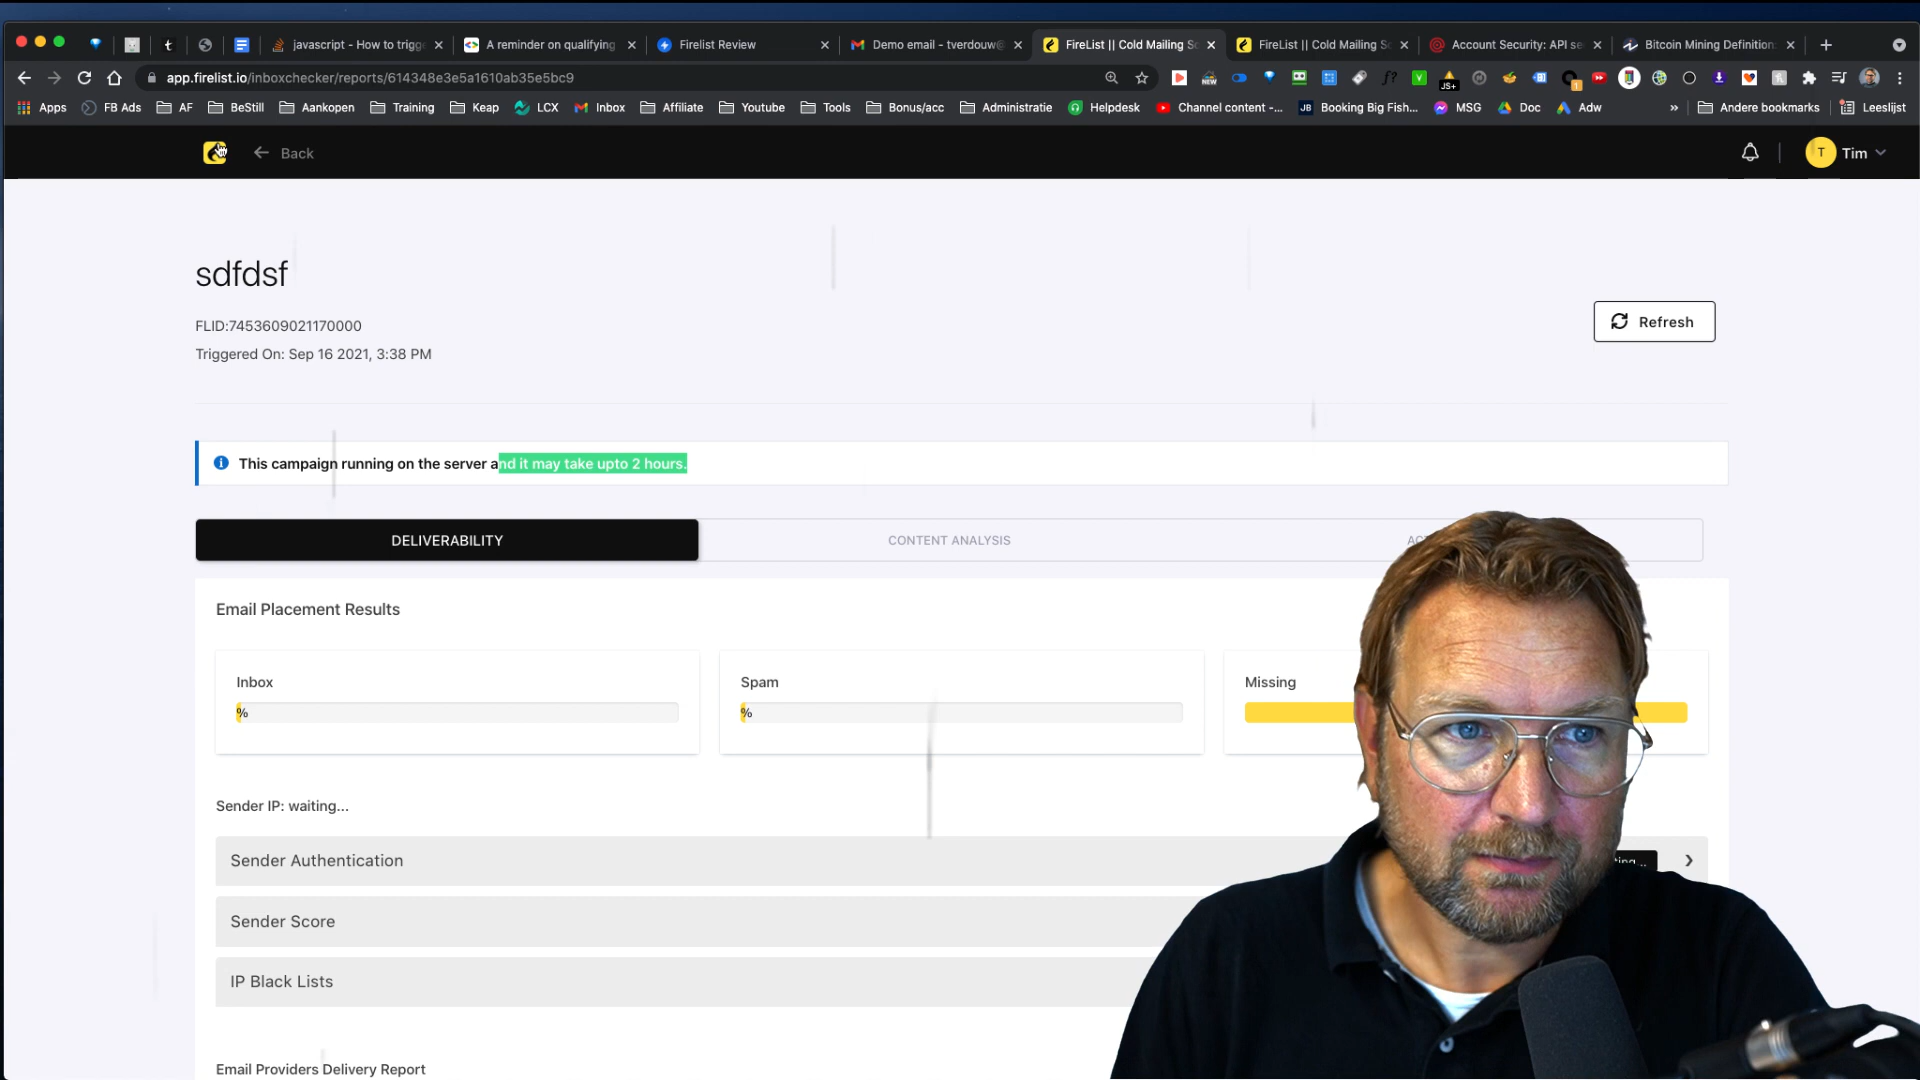 javascript - How to trigge
A reminder on qualifying
Firelist Review
Demo email - tverdouw@
FireList || Cold Mailing Sc
FireList || Cold Mailing Sc
Account Security: API se
Bitcoin Mining Definition
app.firelist.io/inboxchecker/reports/614348e3e5a1610ab35e5bc9
Apps
FB Ads
AF
BeStill
Aankopen
Training
Keap
LCX
Inbox
Affiliate
Youtube
Tools
Bonus/acc
Administratie
Helpdesk
Channel content -...
Booking Big Fish...
MSG
Doc
Adw
»
Andere bookmarks
Leeslijst
Back
T
Tim
sdfdsf
FLID:7453609021170000
Triggered On: Sep 16 2021, 3:38 PM
Refresh
This campaign running on the server and it may take upto 2 hours.
DELIVERABILITY
CONTENT ANALYSIS
Email Placement Results
Inbox
%
Spam
%
Missing
Sender IP: waiting...
Sender Authentication
Sender Score
IP Black Lists
Email Providers Delivery Report